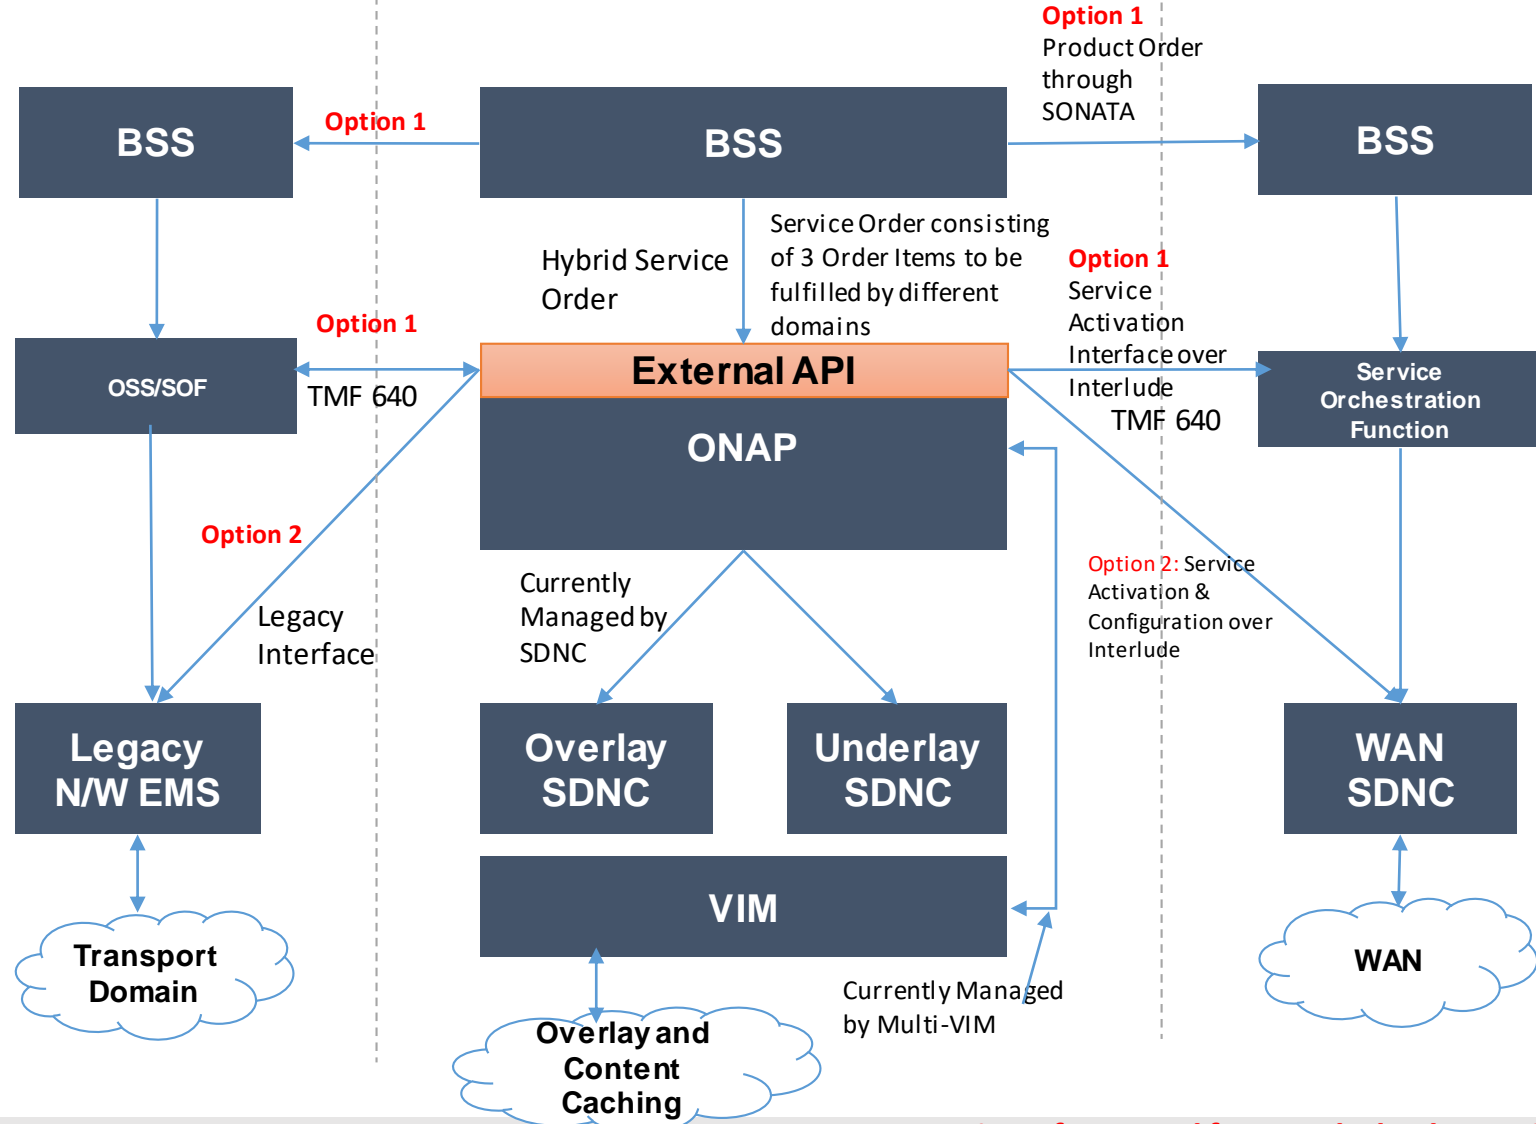 Option 1
Product Order
through
SONATA
BSS
Option 1
BSS
BSS
Hybrid Service
Order
Service Order consisting
of 3 Order Items to be
fulfilled by different
domains
Option 1
Service
Activation
Interface over
Interlude
TMF 640
Option 1
TMF 640
OSS/SOF
External API
ONAP
Service
Orchestration
Function
Option 2
Legacy
Interface
Currently
Managed by
SDNC
Option 2: Service
Activation &
Configuration over
Interlude
Legacy
N/W EMS
Overlay
SDNC
Underlay
SDNC
WAN
SDNC
VIM
Transport
Domain
WAN
Currently Managed
by Multi-VIM
Overlay and
Content
Caching